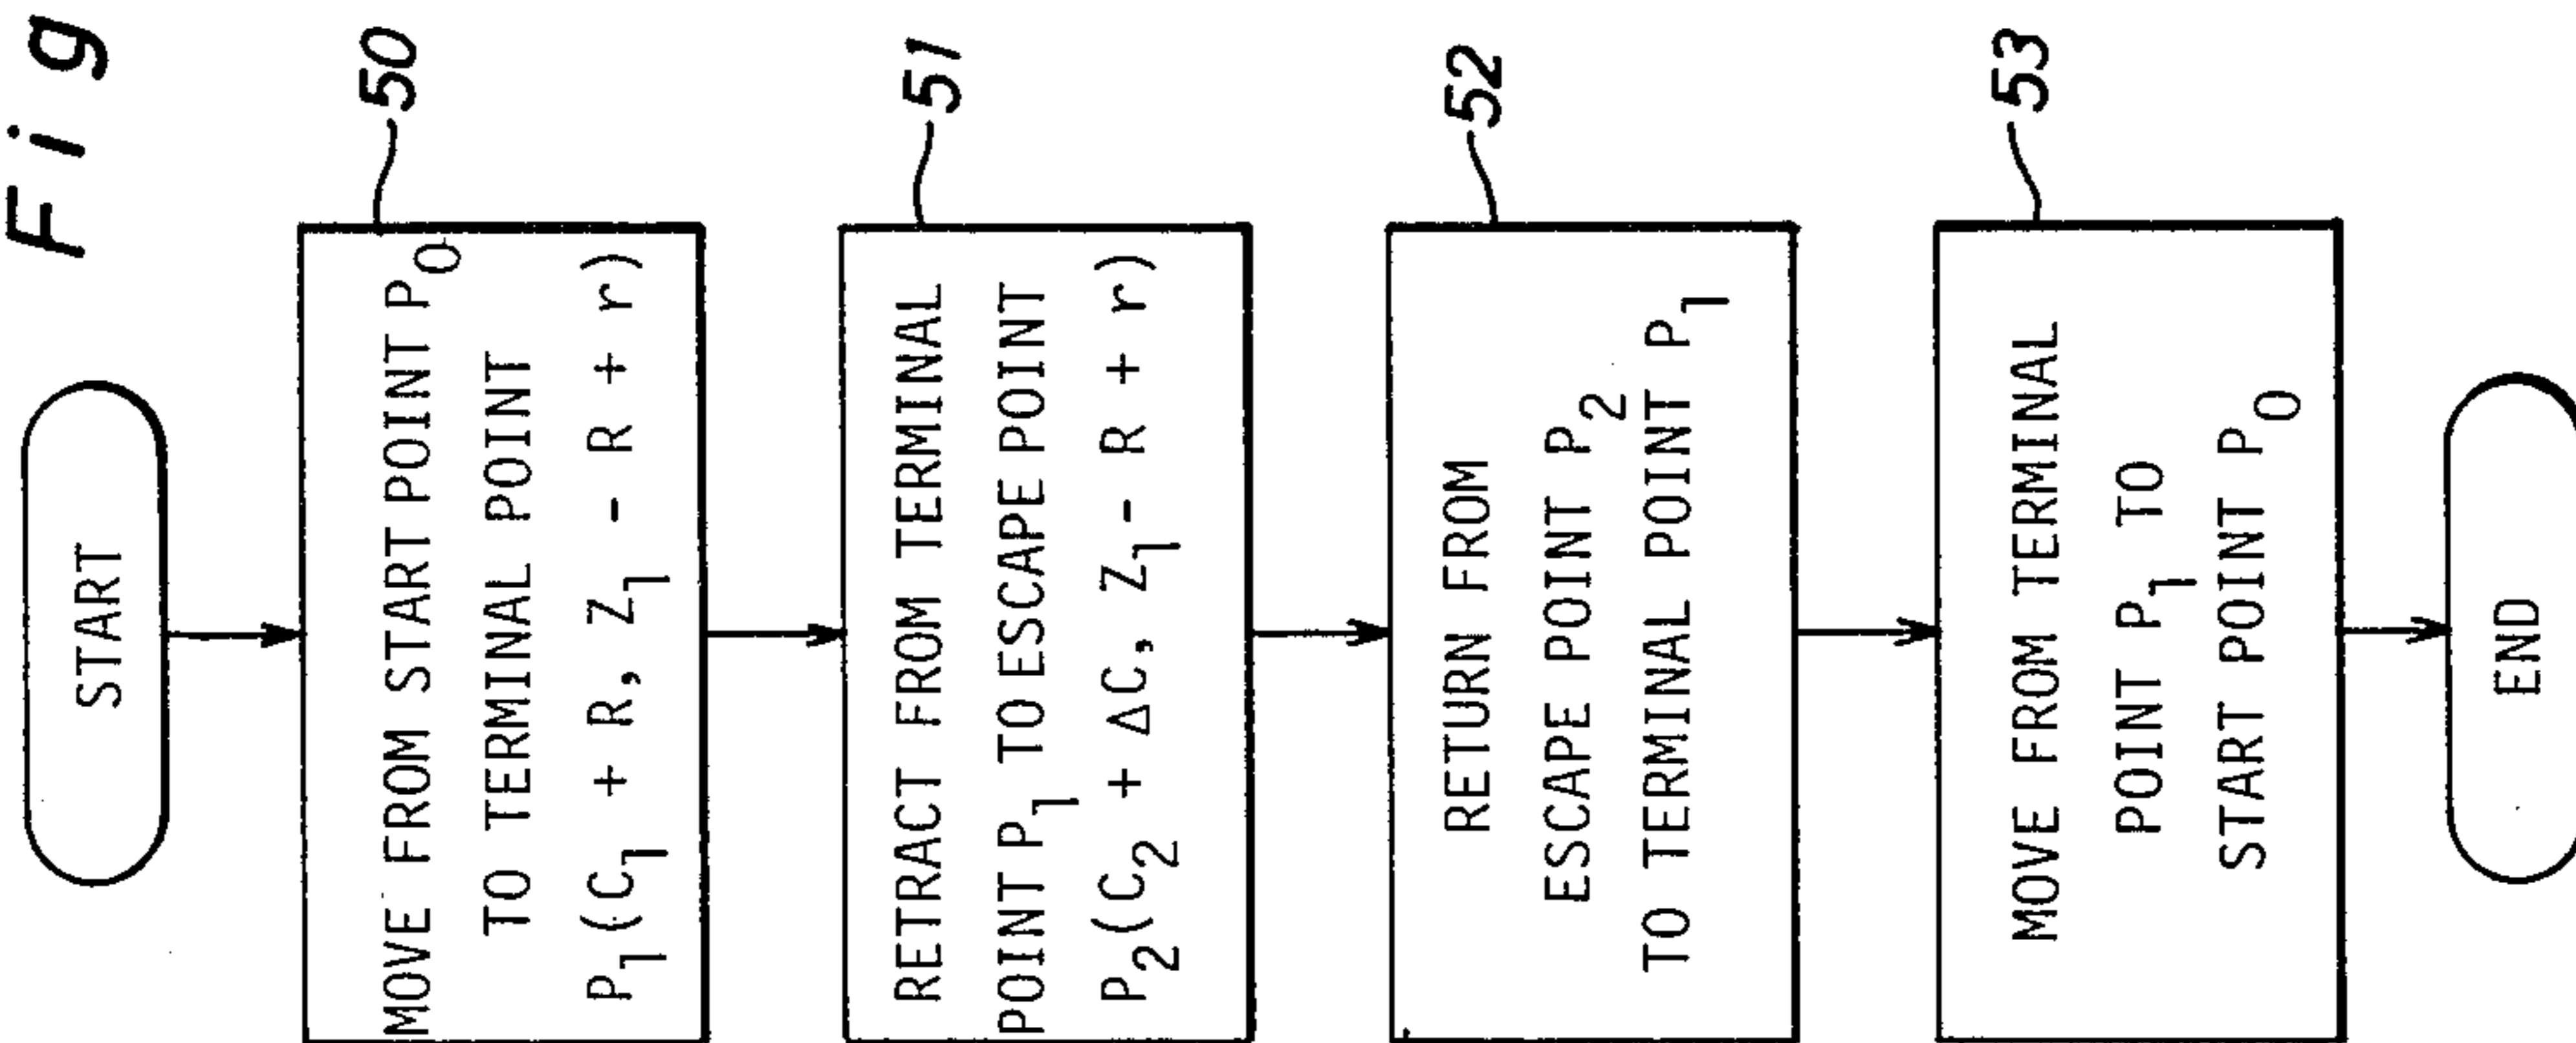 Fig
START
50
MOVE FROM START POINT P₀
TO TERMINAL POINT
P₁(C₁ + R, Z₁ - R + r)
51
RETRACT FROM TERMINAL
POINT P₁ TO ESCAPE POINT
P₂(C₂ + ΔC, Z₁ - R + r)
52
RETURN FROM
ESCAPE POINT P₂
TO TERMINAL POINT P₁
53
MOVE FROM TERMINAL
POINT P₁ TO
START POINT P₀
END